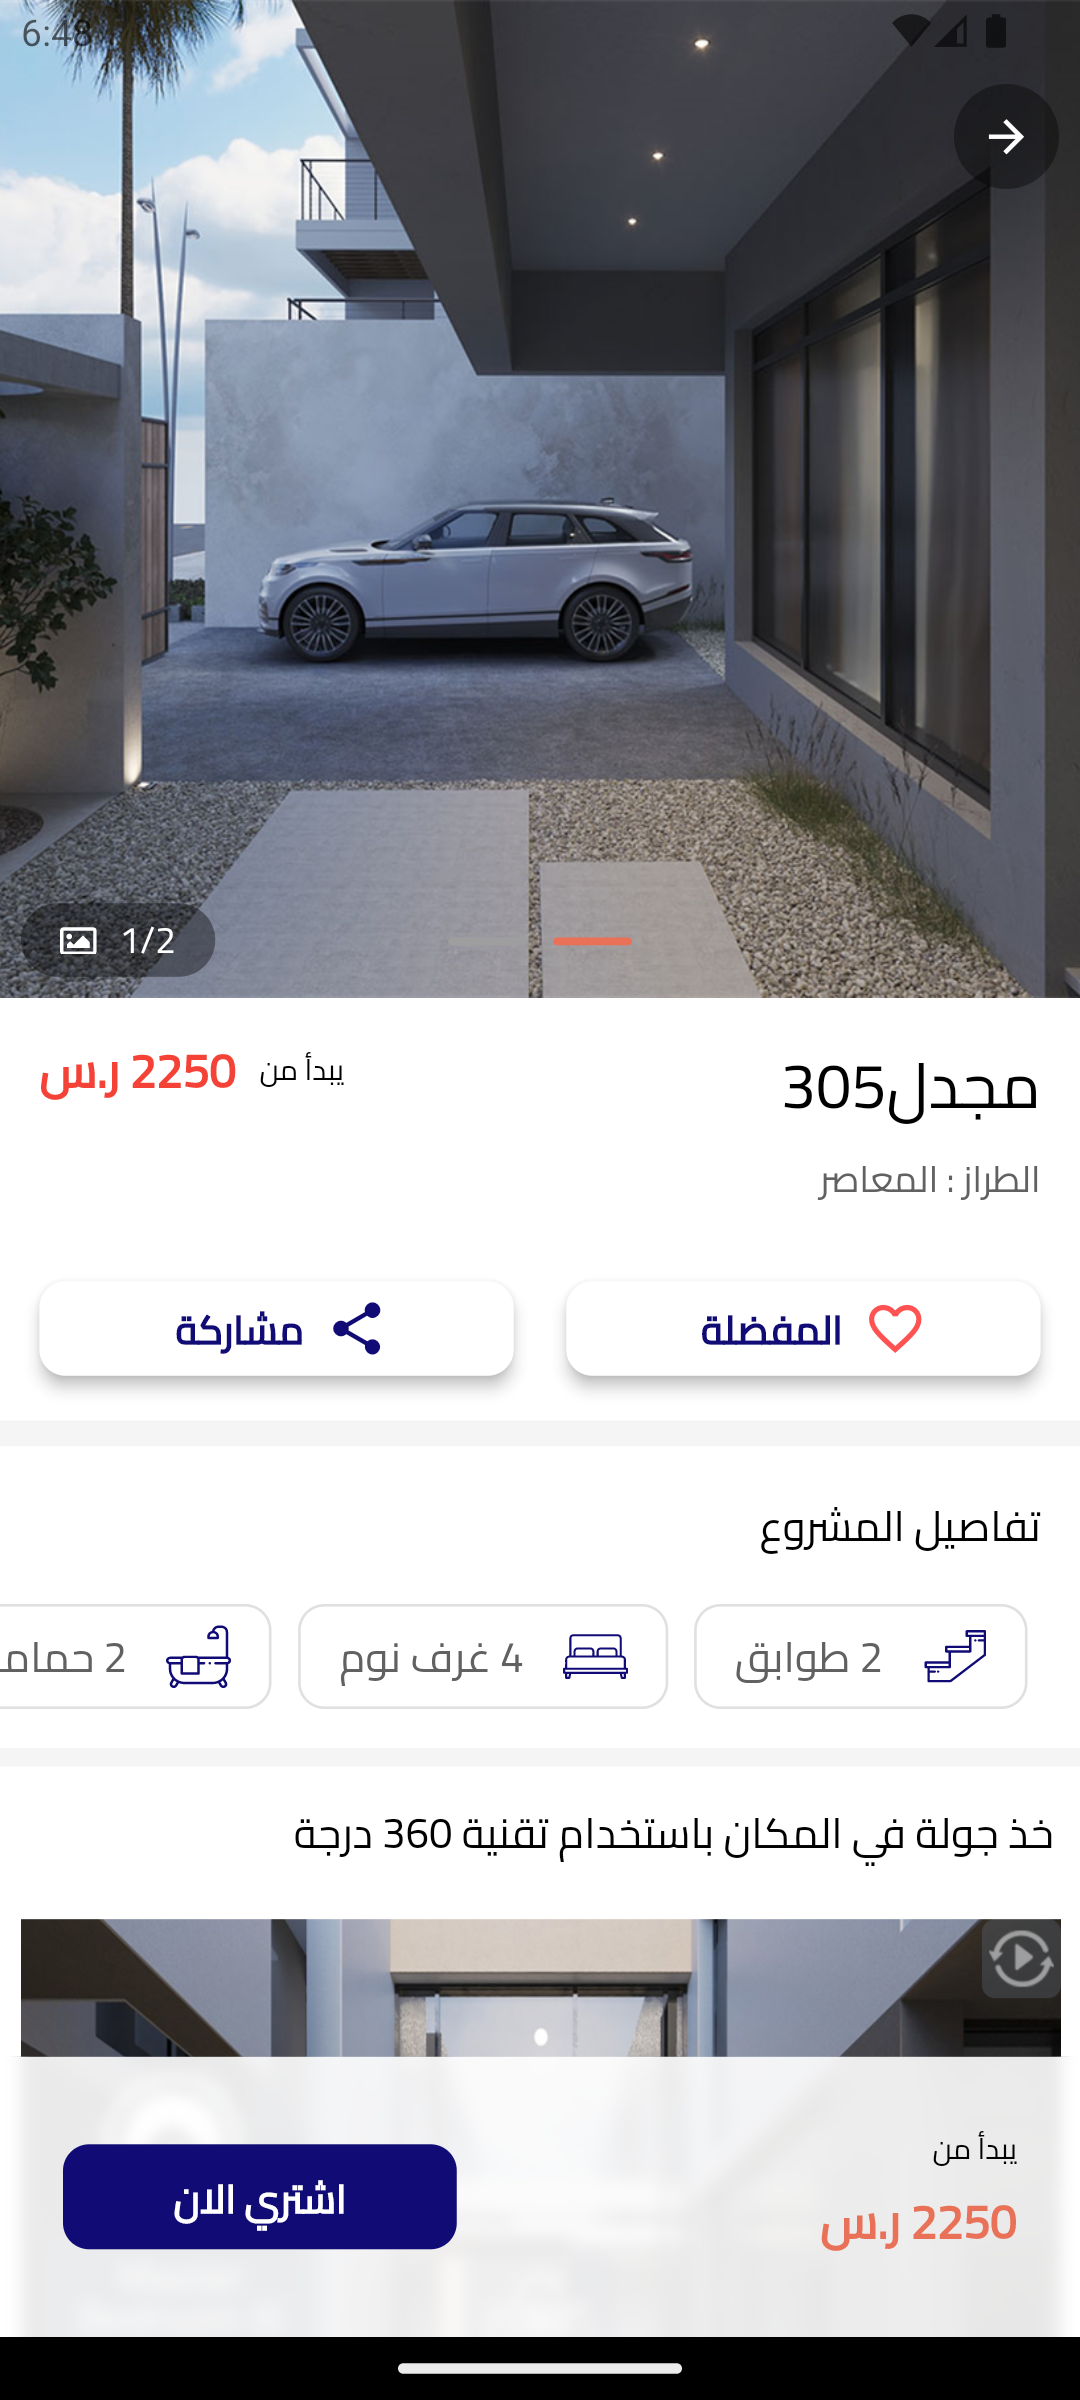 6:48
1/2
مجدل305
يبدأ من 2250 ر.س
الطراز : المعاصر
المفضلة
مشاركة
تفاصيل المشروع
2 طوابق
4 غرف نوم
2 حمام
خذ جولة في المكان باستخدام تقنية 360 درجة
يبدأ من
2250 ر.س
اشتري الان